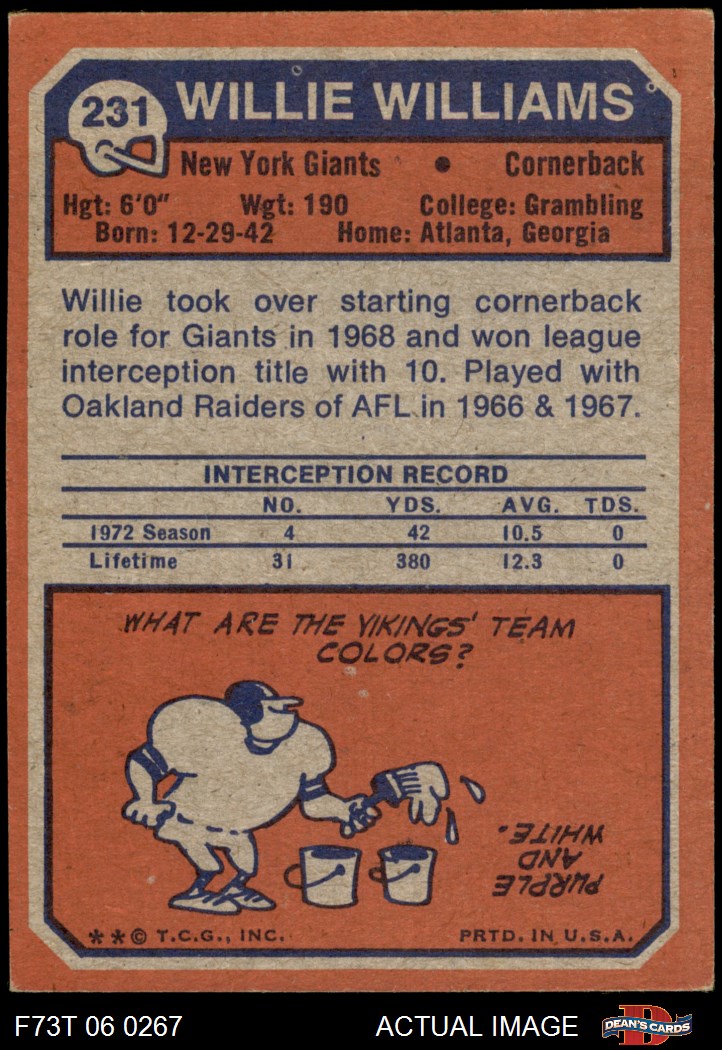 231 WILLIE WILLIAMS
New York Giants • Cornerback
Hgt: 6'0" Wgt: 190 College: Grambling
Born: 12-29-42 Home: Atlanta, Georgia
Willie took over starting cornerback
role for Giants in 1968 and won league
interception title with 10. Played with
Oakland Raiders of AFL in 1966 & 1967.
INTERCEPTION RECORD
NO. YDS. AVG. TDS.
1972 Season 4 42 10.5 0
Lifetime 31 380 12.3 0
WHAT ARE THE VIKINGS' TEAM
COLORS?
PURPLE
AND
WHITE.
**© T.C.G., INC. PRTD. IN U.S.A.
F73T 06 0267 ACTUAL IMAGE D DEAN'S CARDS